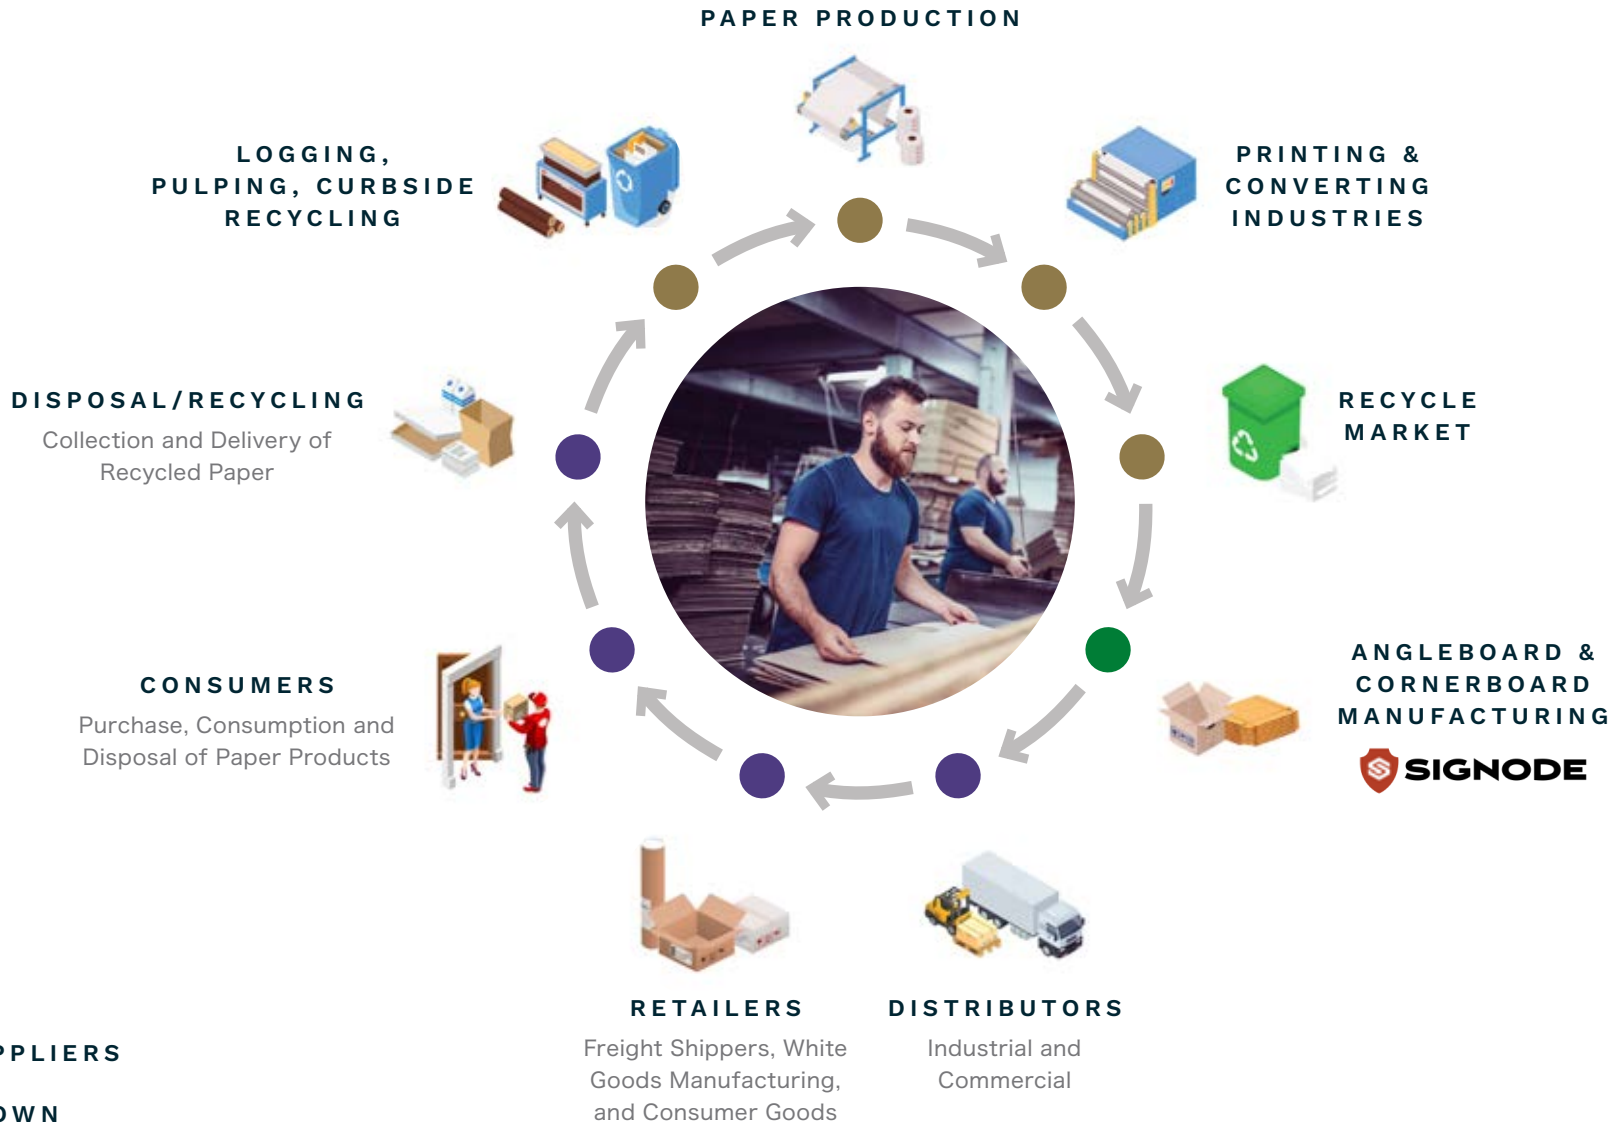 PAPER PRODUCTION
LOGGING,
PULPING, CURBSIDE
RECYCLING
PRINTING &
CONVERTING
INDUSTRIES
DISPOSAL/RECYCLING
Collection and Delivery of
Recycled Paper
RECYCLE
MARKET
ANGLEBOARD &
CORNERBOARD
MANUFACTURING
SIGNODE
CONSUMERS
Purchase, Consumption and
Disposal of Paper Products
RETAILERS
Freight Shippers, White
Goods Manufacturing,
and Consumer Goods
DISTRIBUTORS
Industrial and
Commercial
PPLIERS
OWN